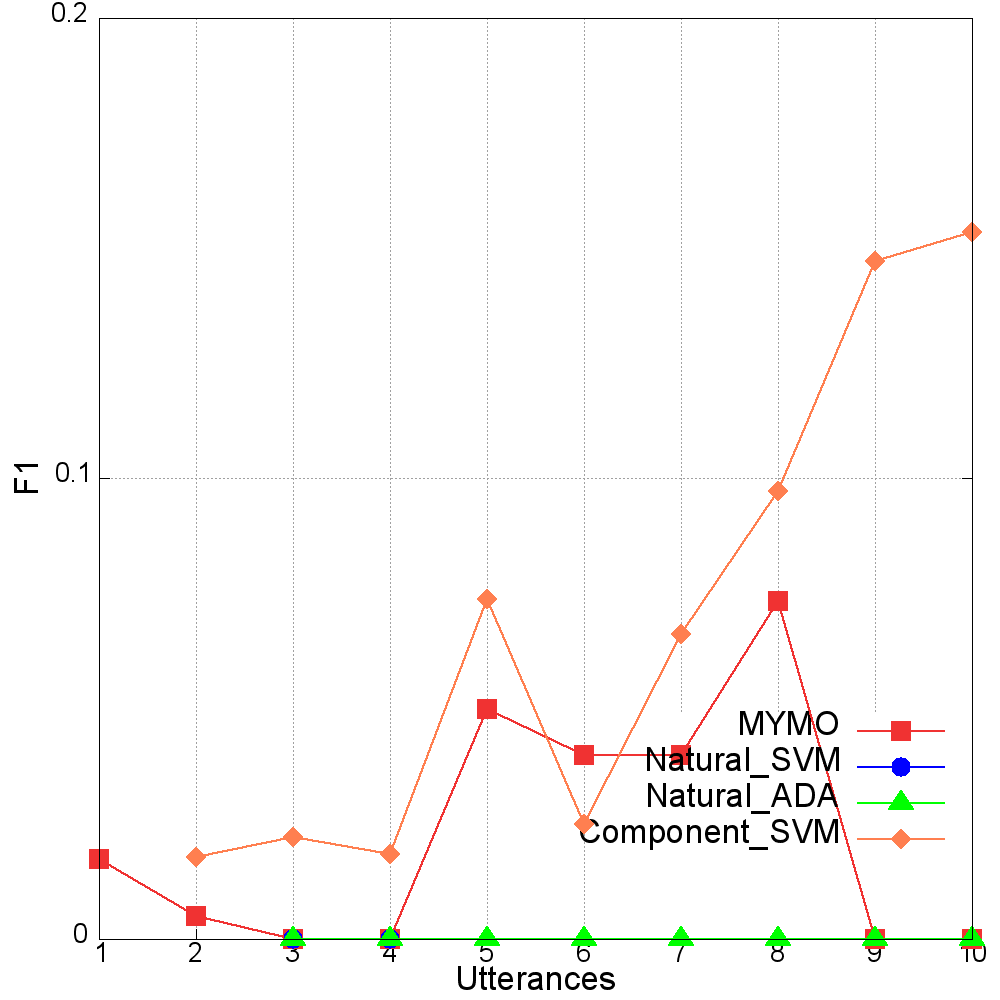 0.2
0.1
0
F1
1 2 3 4 5 6 7 8 9 10
Utterances
MYMO
Natural_SVM
Natural_ADA
Component_SVM